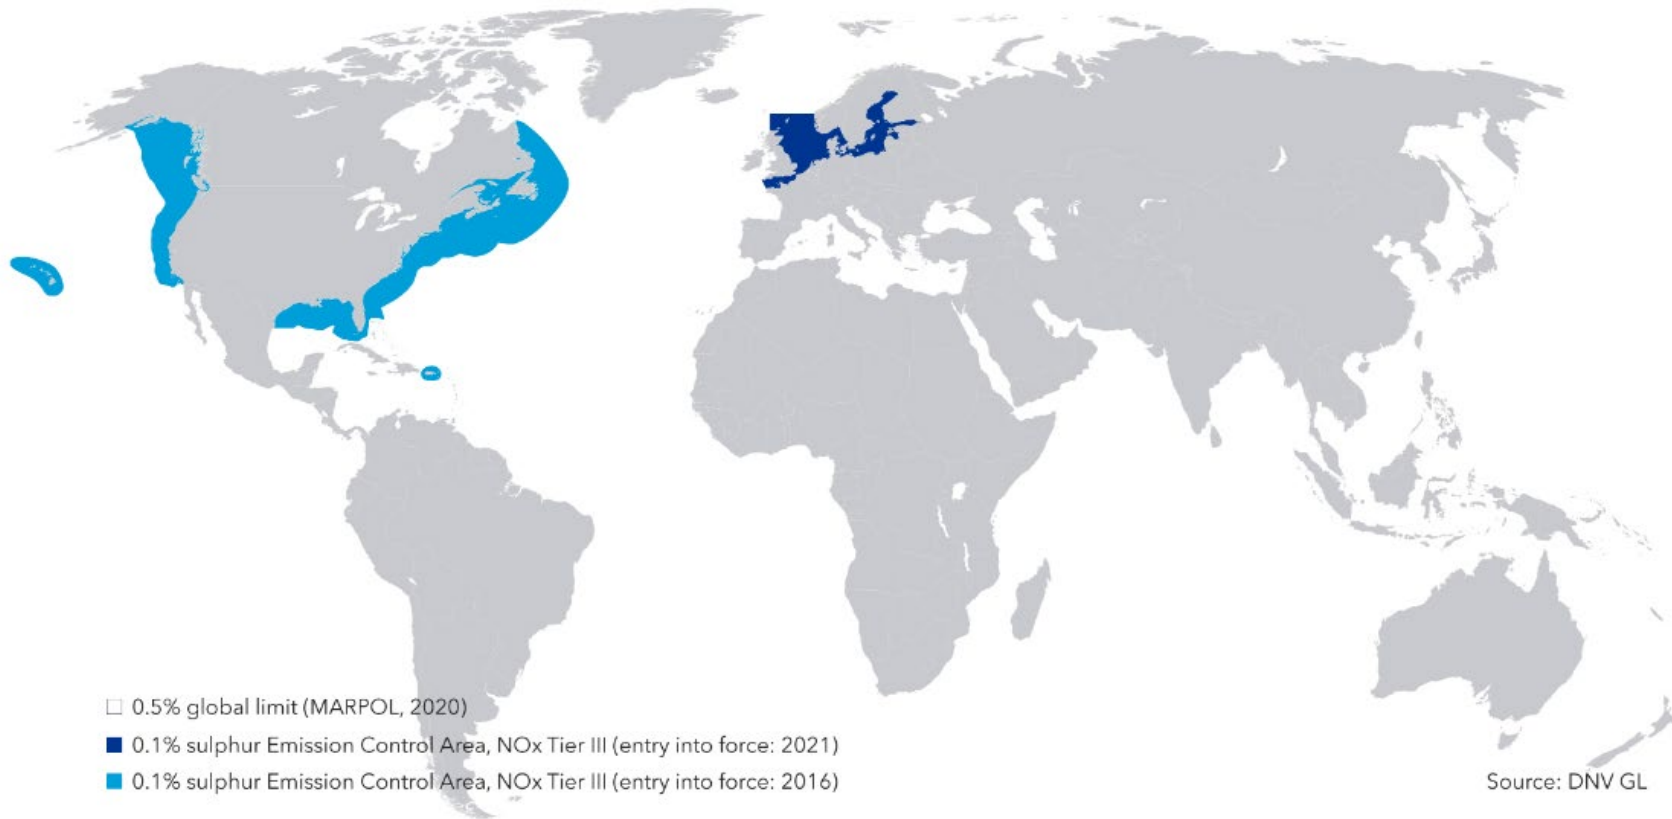 0.5% global limit (MARPOL, 2020)
0.1% sulphur Emission Control Area, NOx Tier III (entry into force: 2021)
0.1% sulphur Emission Control Area, NOx Tier III (entry into force: 2016)
Source: DNV GL